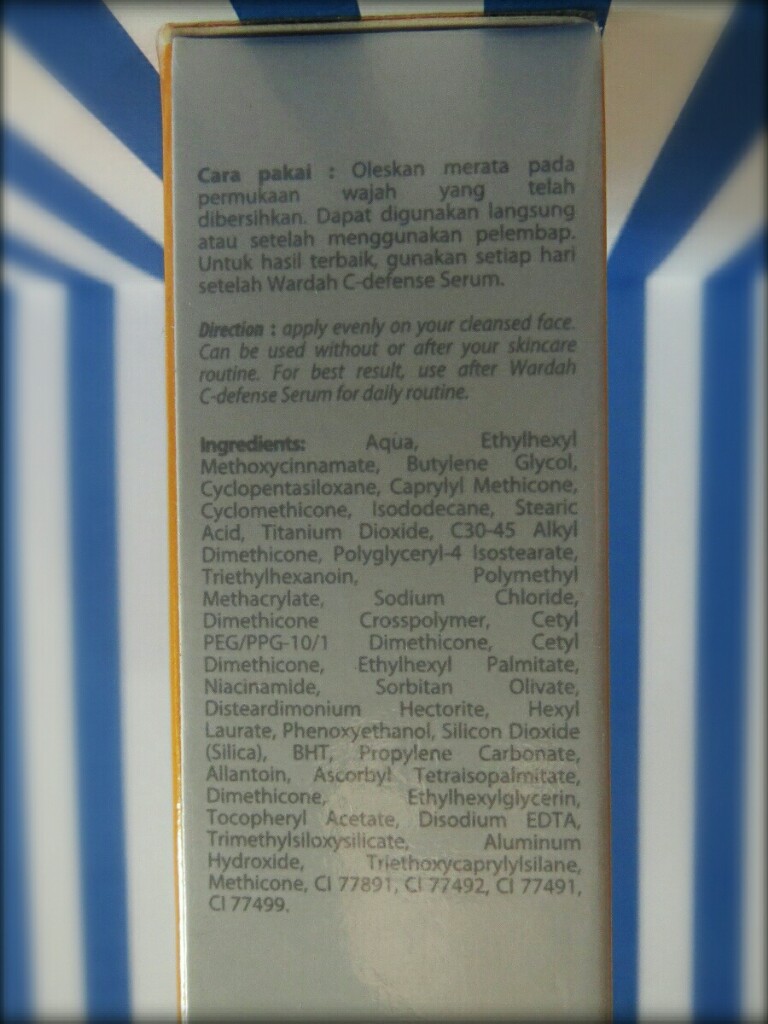 Cara pakai : Oleskan merata pada
permukaan wajah yang telah
dibersihkan. Dapat digunakan langsung
atau setelah menggunakan pelembap.
Untuk hasil terbaik, gunakan setiap hari
setelah Wardah C-defense Serum.
Direction : apply evenly on your cleansed face.
Can be used without or after your skincare
routine. For best result, use after Wardah
C-defense Serum for daily routine.
Ingredients: Aqua, Ethylhexyl
Methoxycinnamate, Butylene Glycol,
Cyclopentasiloxane, Caprylyl Methicone,
Cyclomethicone, Isododecane, Stearic
Acid, Titanium Dioxide, C30-45 Alkyl
Dimethicone, Polyglyceryl-4 Isostearate,
Triethylhexanoin, Polymethyl
Methacrylate, Sodium Chloride,
Dimethicone Crosspolymer, Cetyl
PEG/PPG-10/1 Dimethicone, Cetyl
Dimethicone, Ethylhexyl Palmitate,
Niacinamide, Sorbitan Olivate,
Disteardimonium Hectorite, Hexyl
Laurate, Phenoxyethanol, Silicon Dioxide
(Silica), BHT, Propylene Carbonate,
Allantoin, Ascorbyl Tetraisopalmitate,
Dimethicone, Ethylhexylglycerin,
Tocopheryl Acetate, Disodium EDTA,
Trimethylsiloxysilicate, Aluminum
Hydroxide, Triethoxycaprylylsilane,
Methicone, CI 77891, CI 77492, CI 77491,
CI 77499.